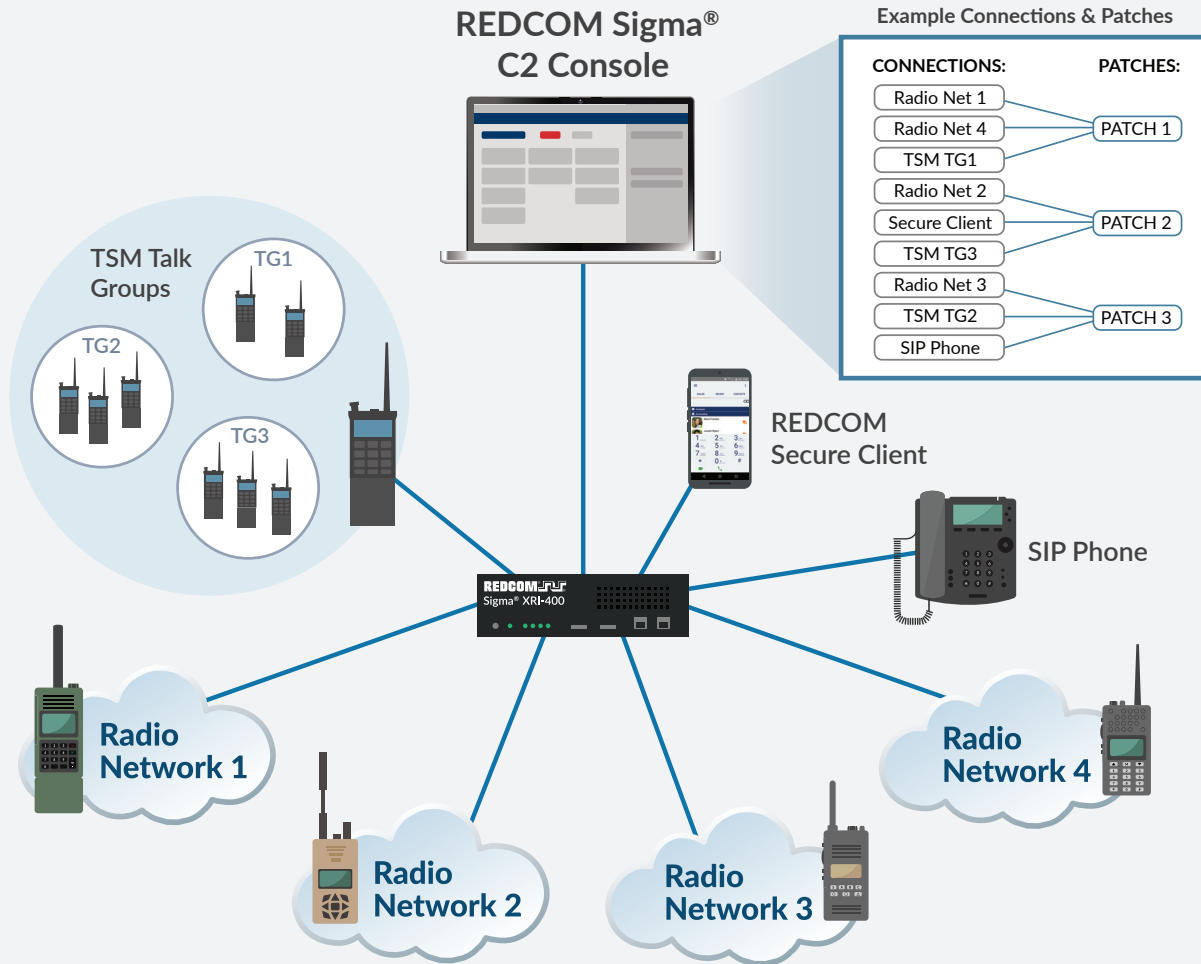 REDCOM Sigma®
C2 Console
Example Connections & Patches
CONNECTIONS:
PATCHES:
Radio Net 1
Radio Net 4
TSM TG1
PATCH 1
Radio Net 2
Secure Client
TSM TG3
PATCH 2
Radio Net 3
TSM TG2
SIP Phone
PATCH 3
TSM Talk
Groups
TG1
TG2
TG3
REDCOM
Secure Client
SIP Phone
REDCOM
Sigma® XRI-400
Radio
Network 1
Radio
Network 2
Radio
Network 3
Radio
Network 4